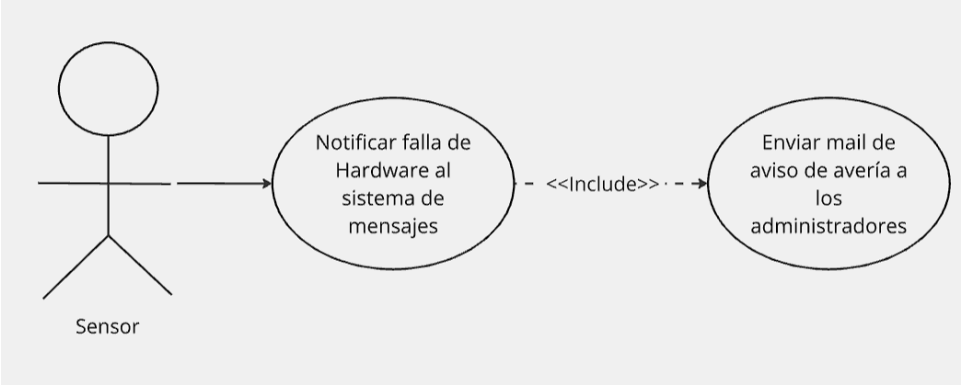 Notificar falla de
Hardware al
sistema de
mensajes
<<Include>>
Enviar mail de
aviso de avería a
los
administradores
Sensor